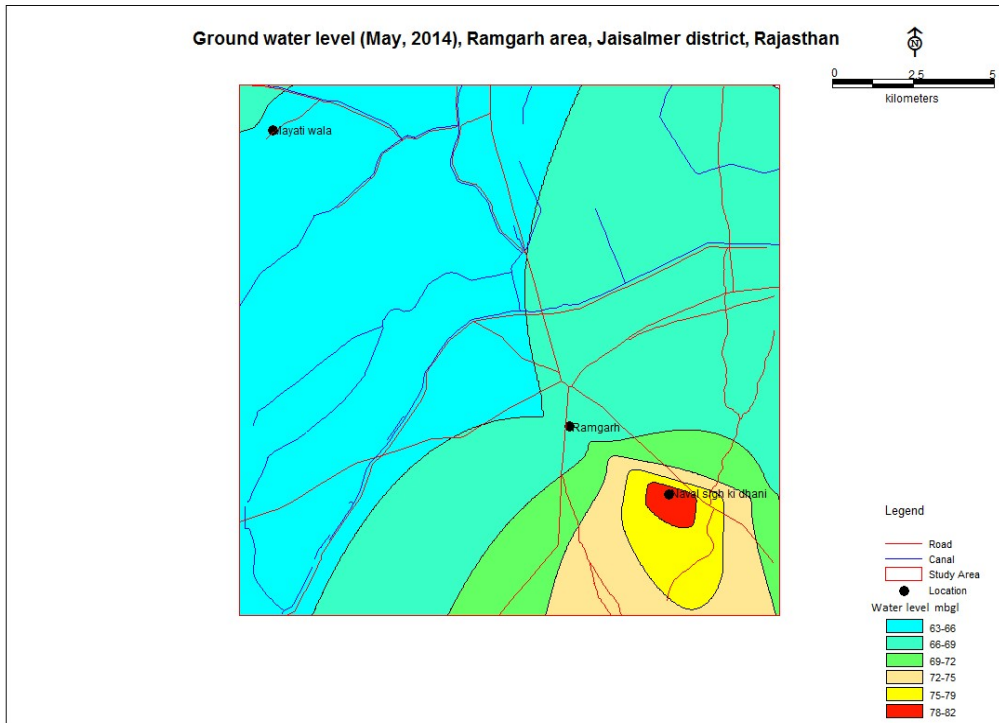 Ground water level (May, 2014), Ramgarh area, Jaisalmer district, Rajasthan
N
0 2.5 5
kilometers
Mayati wala
Ramgarh
Naval sigh ki dhani
Legend
Road
Canal
Study Area
Location
Water level mbgl
63-66
66-69
69-72
72-75
75-79
78-82